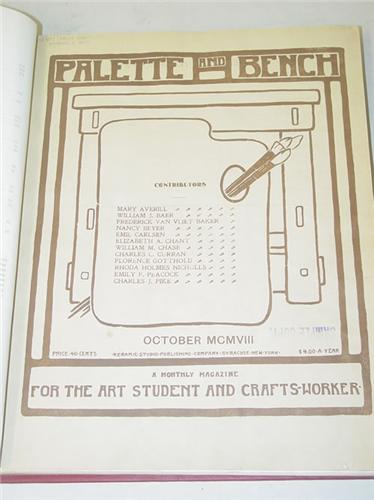 PALETTE AND BENCH
CONTRIBUTORS
MARY AVERILL
WILLIAM J. BAER
FREDERICK VAN VLIET BAKER
NANCY BEYER
EMIL CARLSEN
ELIZABETH A. CHANT
WILLIAM M. CHASE
CHARLES C. CURRAN
FLORENCE GOTTHOLD
RHODA HOLMES NICHOLLS
EMILY F. PEACOCK
CHARLES J. PIKE
OCTOBER MCMVIII
PRICE 40 CENTS KERAMIC STUDIO PUBLISHING COMPANY SYRACUSE NEW YORK $4.00 A YEAR
A MONTHLY MAGAZINE
FOR THE ART STUDENT AND CRAFTS-WORKER